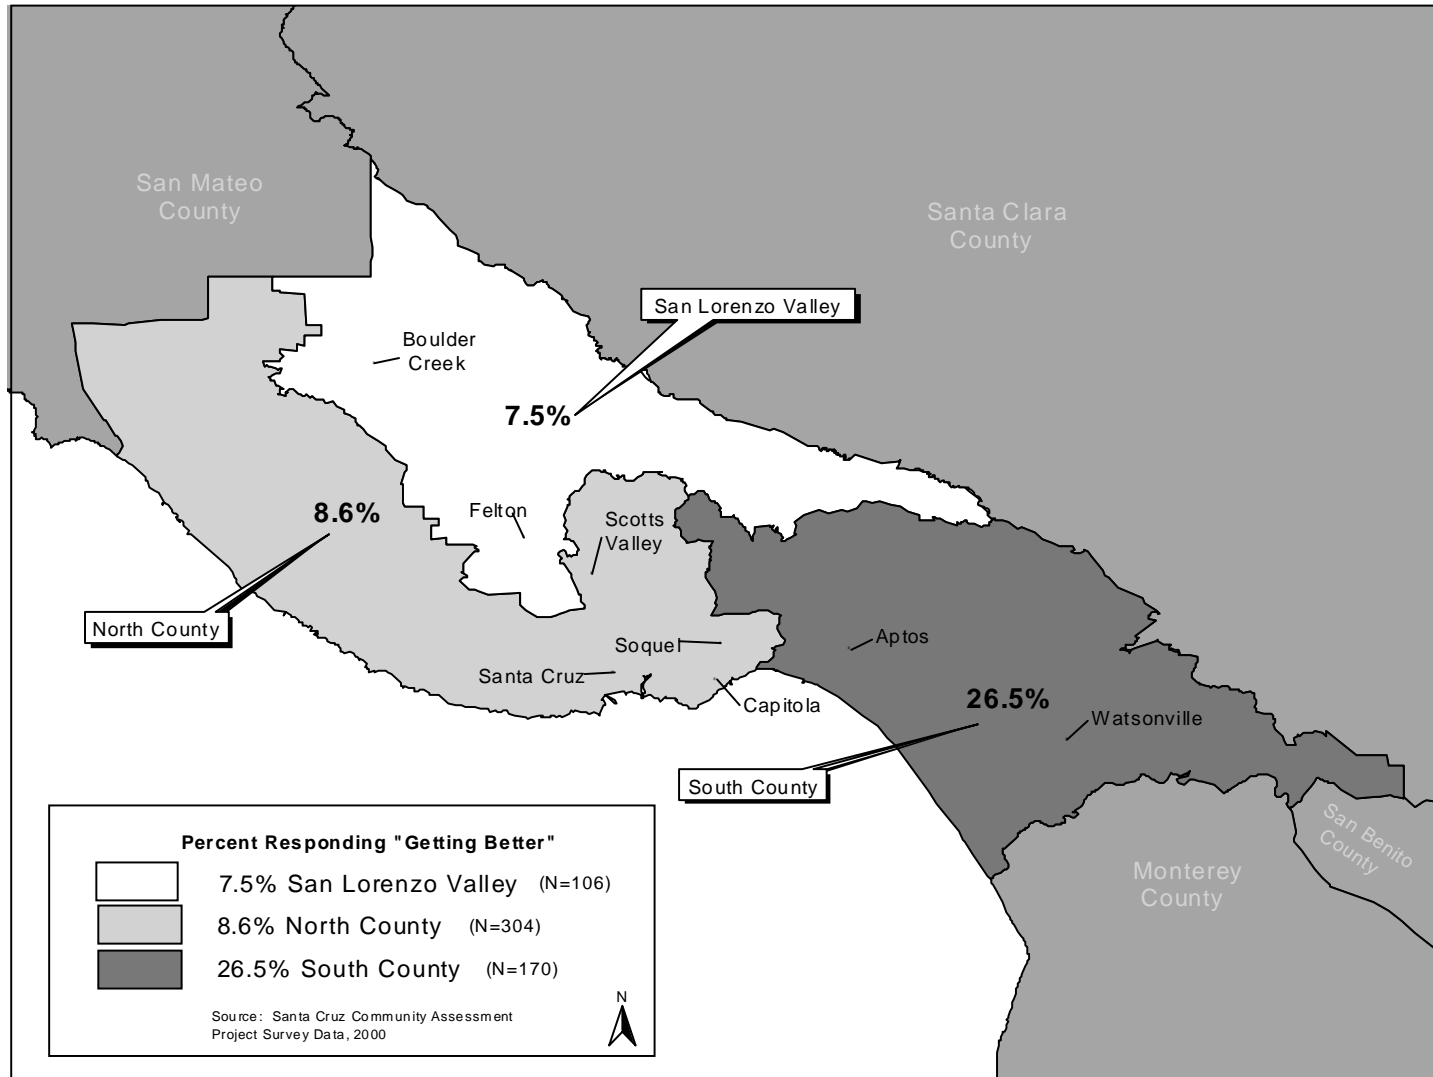 San Mateo
County
Santa Clara
County
San Lorenzo Valley
Boulder
Creek
7.5%
8.6%
Felton
Scotts
Valley
North County
Soquel
Aptos
Santa Cruz
Capitola
26.5%
Watsonville
South County
San Benito
County
Monterey
County
Percent Responding "Getting Better"
7.5% San Lorenzo Valley (N=106)
8.6% North County (N=304)
26.5% South County (N=170)
Source: Santa Cruz Community Assessment
Project Survey Data, 2000
N